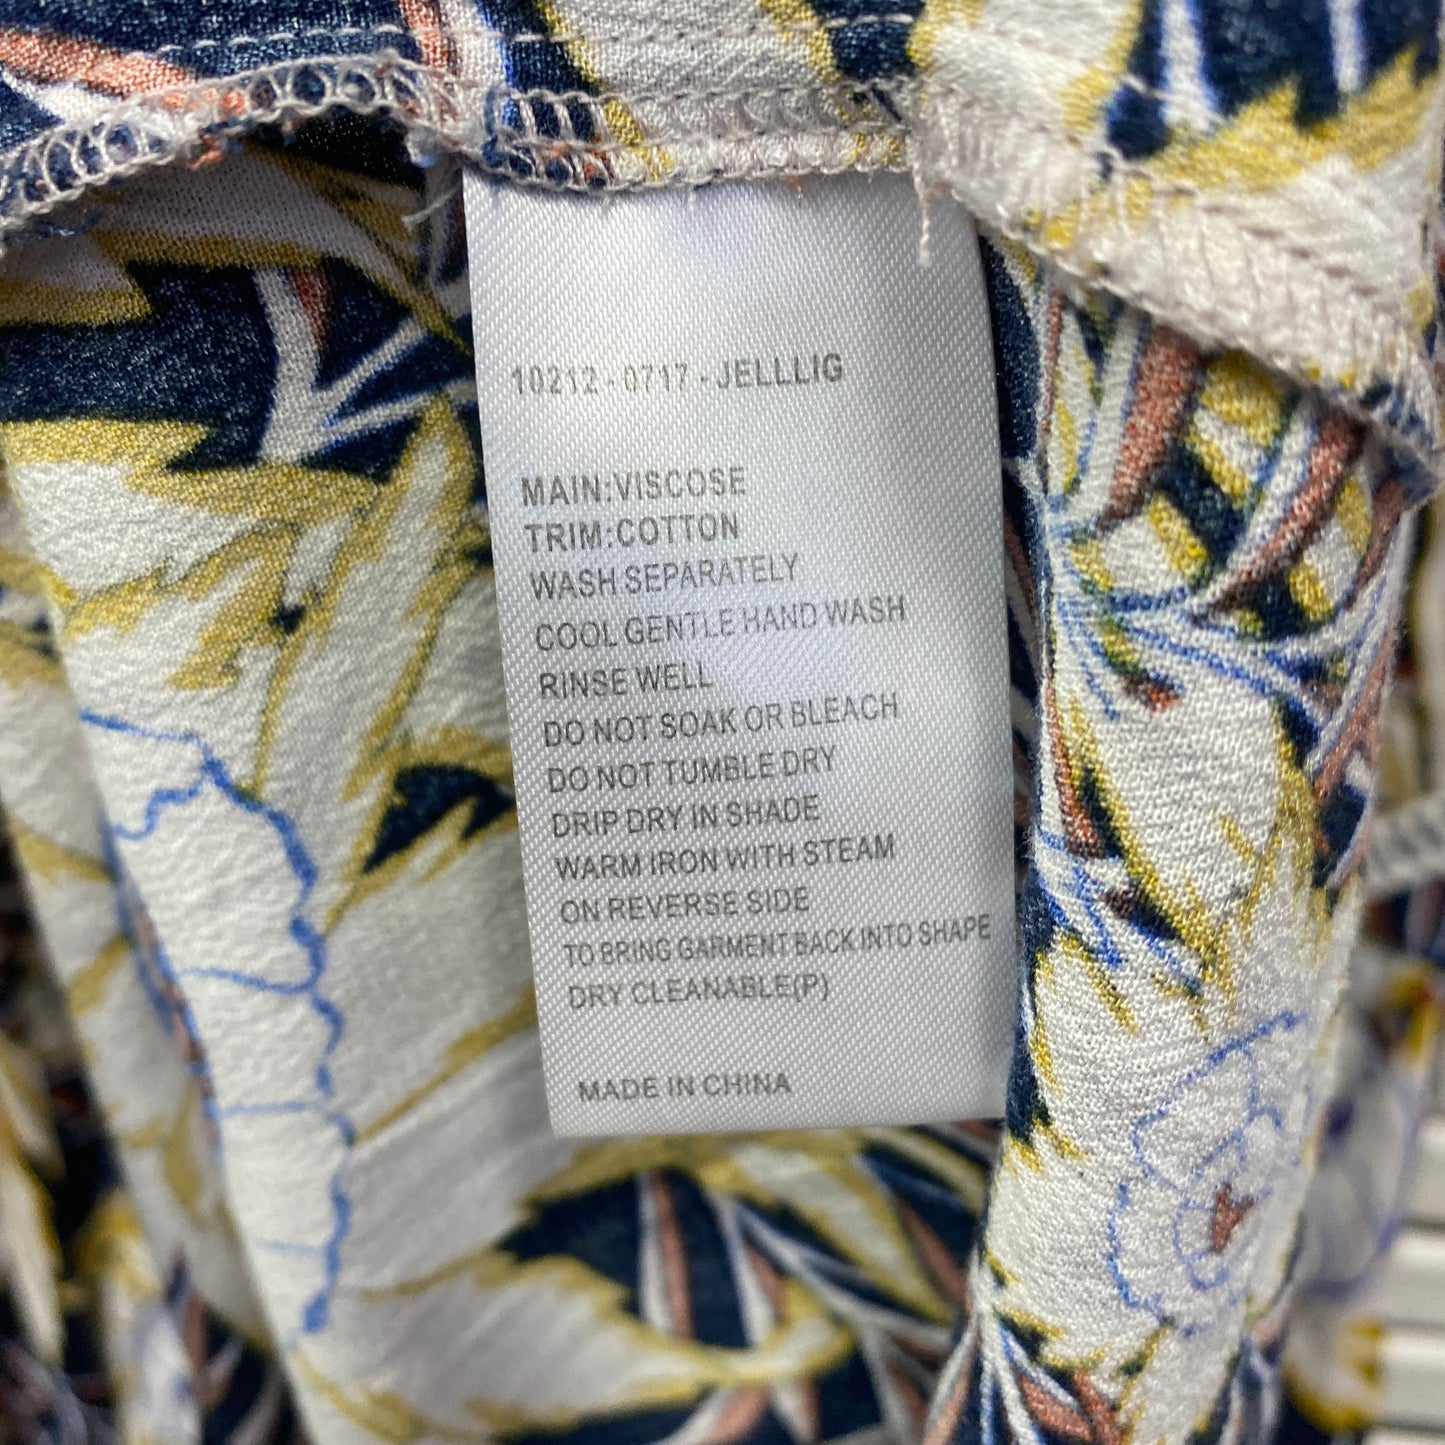 10212-0717-JELLLIG
MAIN:VISCOSE
TRIM:COTTON
WASH SEPARATELY
COOL GENTLE HAND WASH
RINSE WELL
DO NOT SOAK OR BLEACH
DO NOT TUMBLE DRY
DRIP DRY IN SHADE
WARM IRON WITH STEAM
ON REVERSE SIDE
TO BRING GARMENT BACK INTO SHAPE
DRY CLEANABLE(P)
MADE IN CHINA